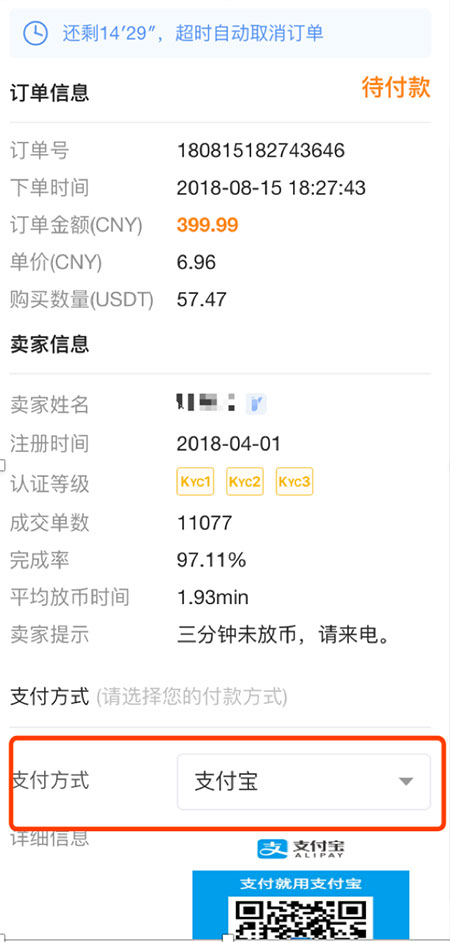 还剩14′29″，超时自动取消订单
订单信息 待付款
订单号 180815182743646
下单时间 2018-08-15 18:27:43
订单金额(CNY) 399.99
单价(CNY) 6.96
购买数量(USDT) 57.47
卖家信息
卖家姓名
注册时间 2018-04-01
认证等级 KYC1 KYC2 KYC3
成交单数 11077
完成率 97.11%
平均放币时间 1.93min
卖家提示 三分钟未放币，请来电。
支付方式 (请选择您的付款方式)
支付方式 支付宝
详细信息 支 支付宝
ALIPAY
支付就用支付宝